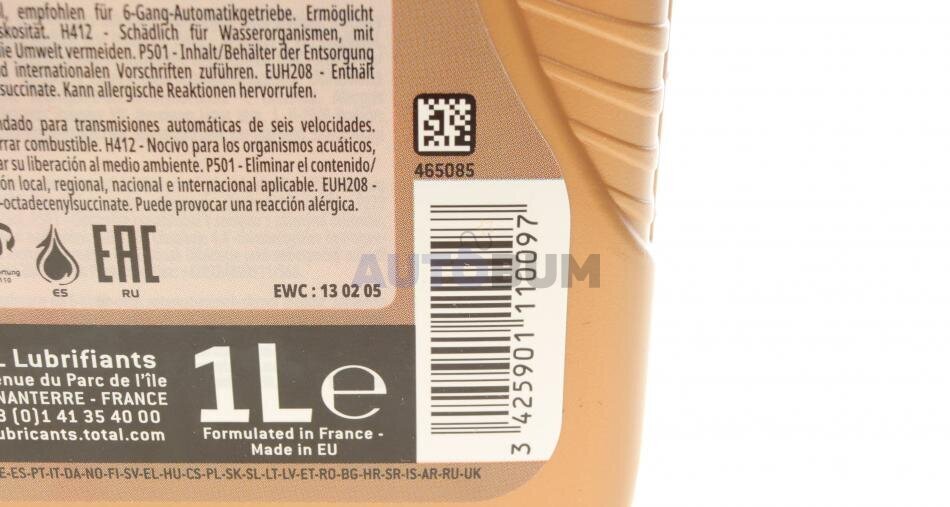 empfohlen für 6-Gang-Automatikgetriebe. Ermöglicht
H412 - Schädlich für Wasserorganismen, mit
Umwelt vermeiden. P501 - Inhalt/Behälter der Entsorgung
internationalen Vorschriften zuführen. EUH208 - Enthält
succinate. Kann allergische Reaktionen hervorrufen.
para transmisiones automáticas de seis velocidades.
combustible. H412 - Nocivo para los organismos acuáticos,
su liberación al medio ambiente. P501 - Eliminar el contenido/
local, regional, nacional e internacional aplicable. EUH208 -
-octadecenylsuccinate. Puede provocar una reacción alérgica.
ES
EAC
RU
EWC : 13 02 05
465085
3 425901 110097
AUTOBUM
L Lubrifiants
Parc de l'île
NANTERRE - FRANCE
(0)1 41 35 40 00
lubricants.total.com
1L e
Formulated in France -
Made in EU
E-ES-PT-IT-DA-NO-FI-SV-EL-HU-CS-PL-SK-SL-LT-LV-ET-RO-BG-HR-SR-IS-AR-RU-UK